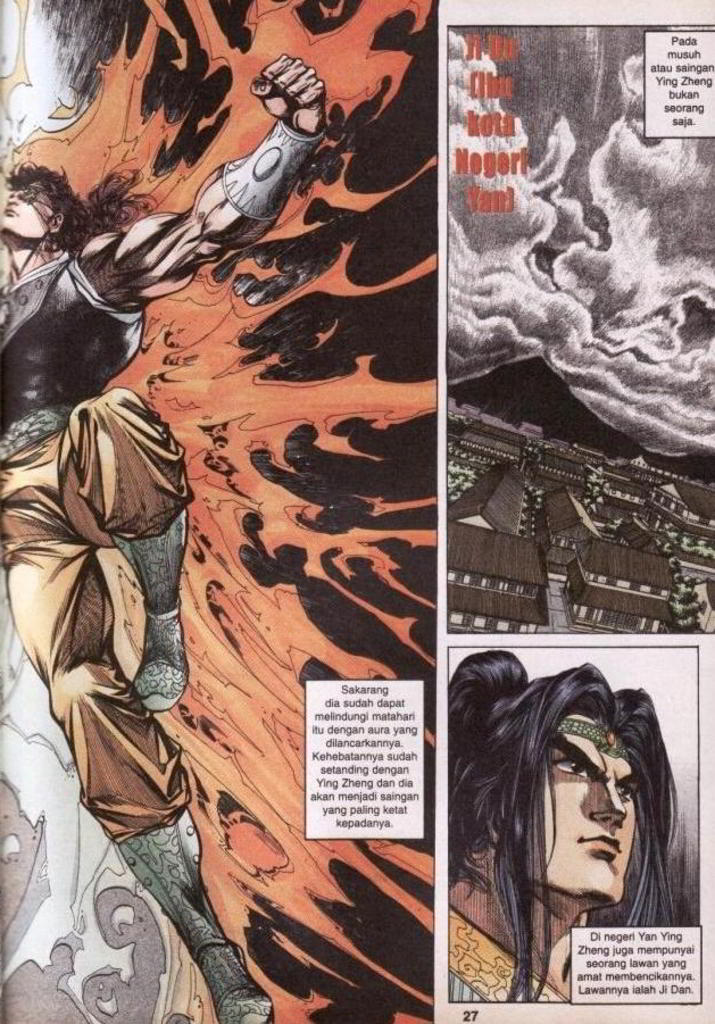 Sakarang
dia sudah dapat
melindungi matahari
itu dengan aura yang
dilancarkannya.
Kehebatannya sudah
setanding dengan
Ying Zheng dan dia
akan menjadi saingan
yang paling ketat
kepadanya.
Ji Du
(Ibu
kota
Negeri
Yan)
Pada
musuh
atau saingan
Ying Zheng
bukan
seorang
saja.
Di negeri Yan Ying
Zheng juga mempunyai
seorang lawan yang
amat membencikannya.
Lawannya ialah Ji Dan.
27